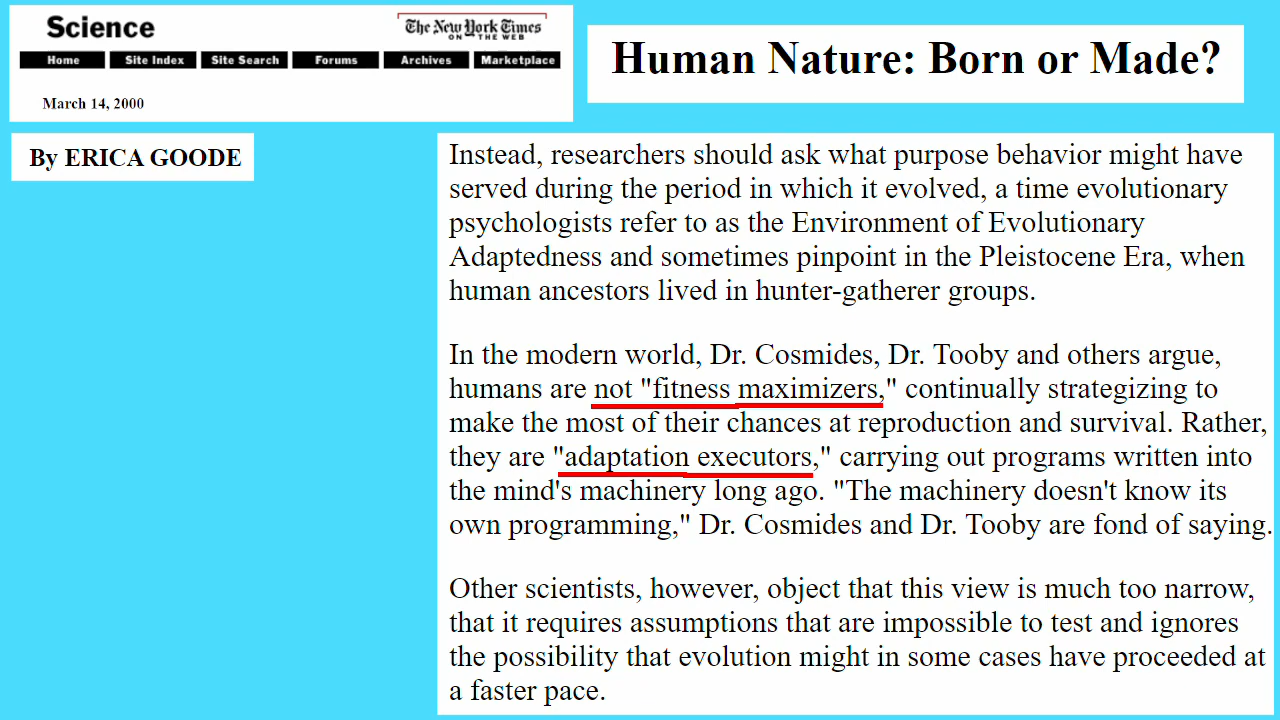 Science
The New York Times
ON THE WEB
Home Site Index Site Search Forums Archives Marketplace
March 14, 2000
Human Nature: Born or Made?
By ERICA GOODE
Instead, researchers should ask what purpose behavior might have
served during the period in which it evolved, a time evolutionary
psychologists refer to as the Environment of Evolutionary
Adaptedness and sometimes pinpoint in the Pleistocene Era, when
human ancestors lived in hunter-gatherer groups.
In the modern world, Dr. Cosmides, Dr. Tooby and others argue,
humans are not "fitness maximizers," continually strategizing to
make the most of their chances at reproduction and survival. Rather,
they are "adaptation executors," carrying out programs written into
the mind's machinery long ago. "The machinery doesn't know its
own programming," Dr. Cosmides and Dr. Tooby are fond of saying.
Other scientists, however, object that this view is much too narrow,
that it requires assumptions that are impossible to test and ignores
the possibility that evolution might in some cases have proceeded at
a faster pace.